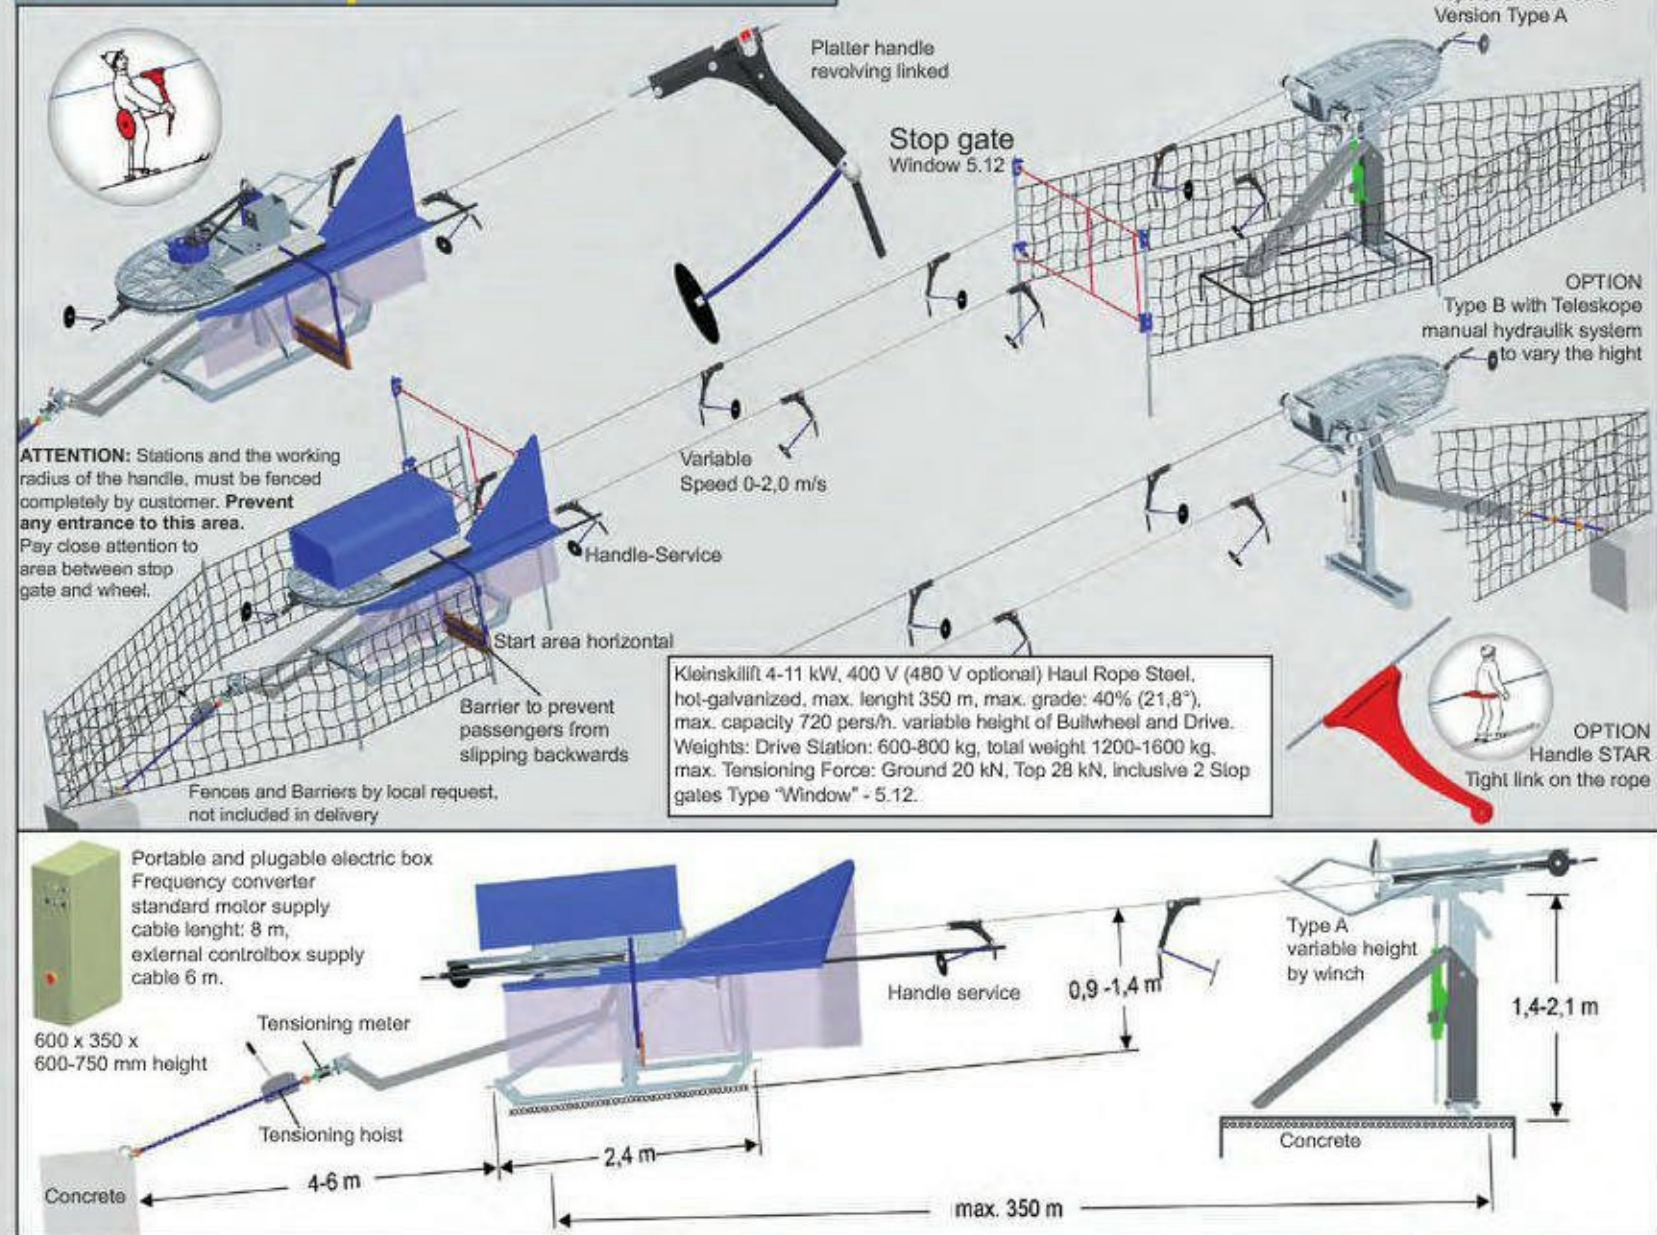 Version Type A
Platter handle
revolving linked
Stop gate
Window 5.12
OPTION
Type B with Teleskope
manual hydraulik system
to vary the hight
ATTENTION: Stations and the working
radius of the handle, must be fenced
completely by customer. Prevent
any entrance to this area.
Pay close attention to
area between stop
gate and wheel.
Variable
Speed 0-2,0 m/s
Handle-Service
Start area horizontal
Barrier to prevent
passengers from
slipping backwards
Fences and Barriers by local request,
not included in delivery
Kleinskilift 4-11 kW, 400 V (480 V optional) Haul Rope Steel,
hot-galvanized, max. lenght 350 m, max. grade: 40% (21,8°),
max. capacity 720 pers/h. variable height of Bullwheel and Drive.
Weights: Drive Station: 600-800 kg, total weight 1200-1600 kg.
max. Tensioning Force: Ground 20 kN, Top 28 kN, inclusive 2 Stop
gates Type "Window" - 5.12.
OPTION
Handle STAR
Tight link on the rope
Portable and plugable electric box
Frequency converter
standard motor supply
cable lenght: 8 m,
external controlbox supply
cable 6 m.
600 x 350 x
600-750 mm height
Tensioning meter
Tensioning hoist
Concrete
4-6 m
2,4 m
max. 350 m
Handle service
0,9 -1,4 m
Type A
variable height
by winch
1,4-2,1 m
Concrete